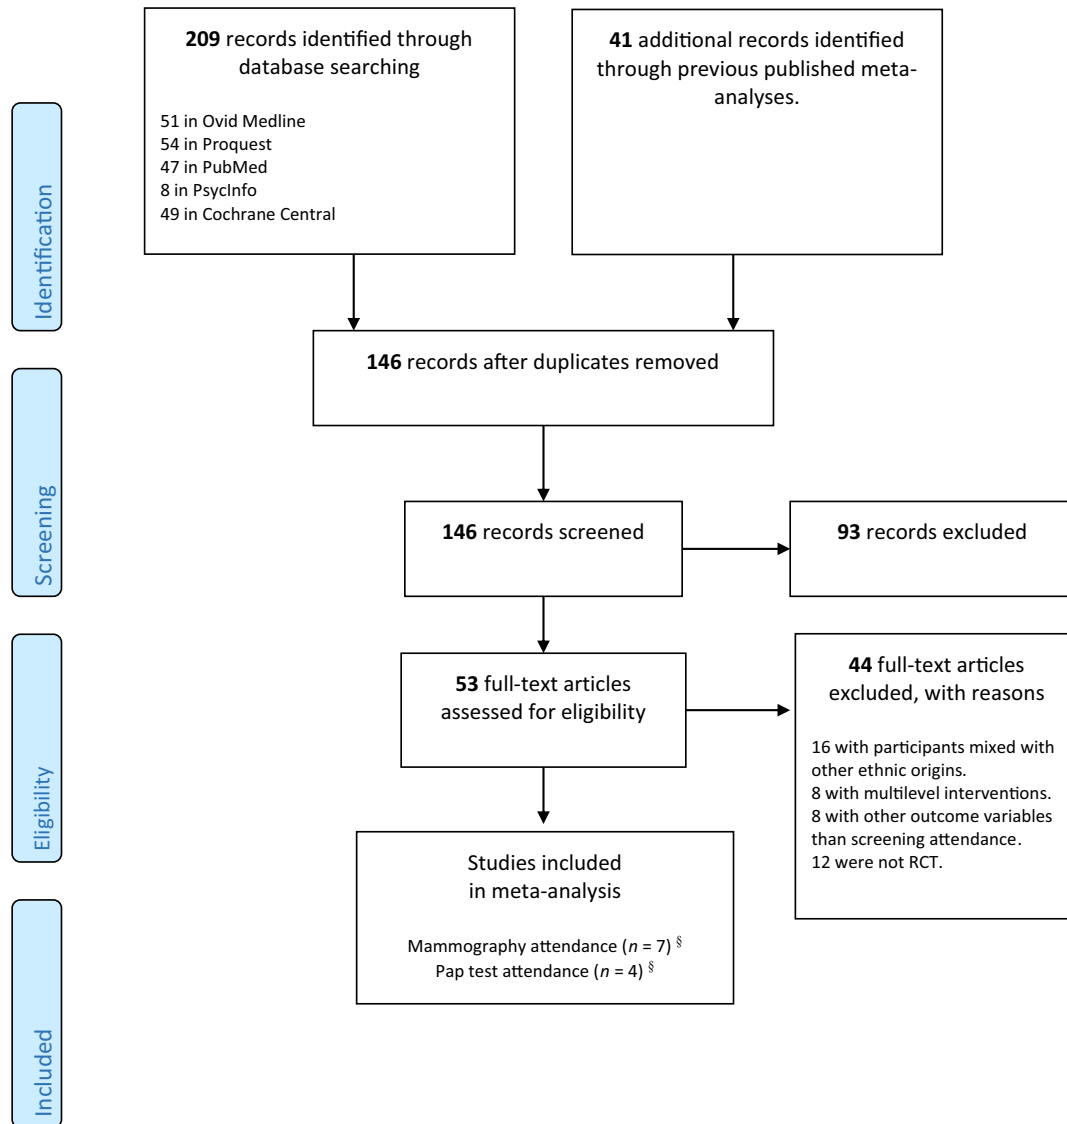 209 records identified through
database searching
51 in Ovid Medline
54 in Proquest
47 in PubMed
8 in PsycInfo
49 in Cochrane Central
41 additional records identified
through previous published meta-
analyses.
Identification
146 records after duplicates removed
Screening
146 records screened
93 records excluded
Eligibility
53 full-text articles
assessed for eligibility
44 full-text articles
excluded, with reasons
16 with participants mixed with
other ethnic origins.
8 with multilevel interventions.
8 with other outcome variables
than screening attendance.
12 were not RCT.
Included
Studies included
in meta-analysis
Mammography attendance (n = 7) §
Pap test attendance (n = 4) §